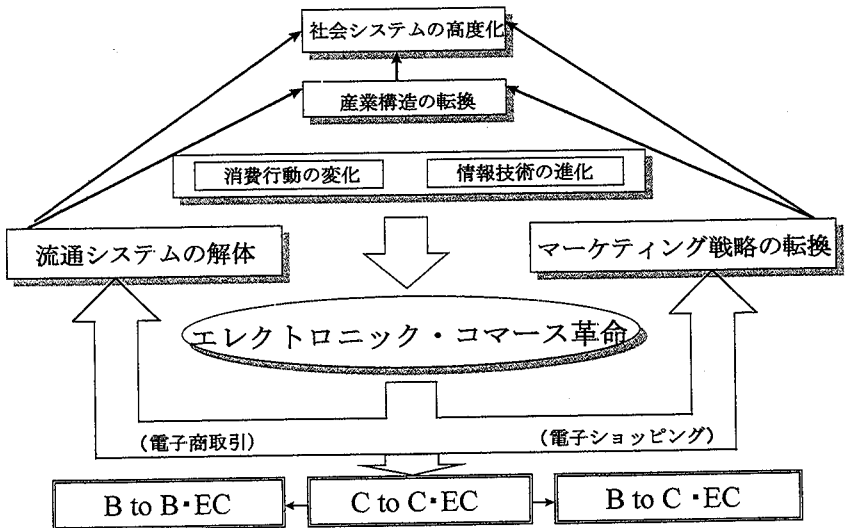 社会システムの高度化
産業構造の転換
消費行動の変化
情報技術の進化
流通システムの解体
マーケティング戦略の転換
エレクトロニック・コマース革命
(電子商取引)
(電子ショッピング)
B to B・EC
C to C・EC
B to C・EC